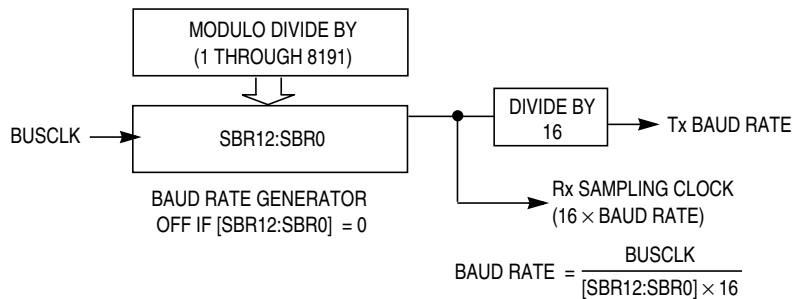 MODULO DIVIDE BY
(1 THROUGH 8191)
BUSCLK
SBR12:SBR0
DIVIDE BY
16
Tx BAUD RATE
BAUD RATE GENERATOR
OFF IF [SBR12:SBR0] = 0
Rx SAMPLING CLOCK
(16 × BAUD RATE)
BAUD RATE =
BUSCLK
[SBR12:SBR0] × 16